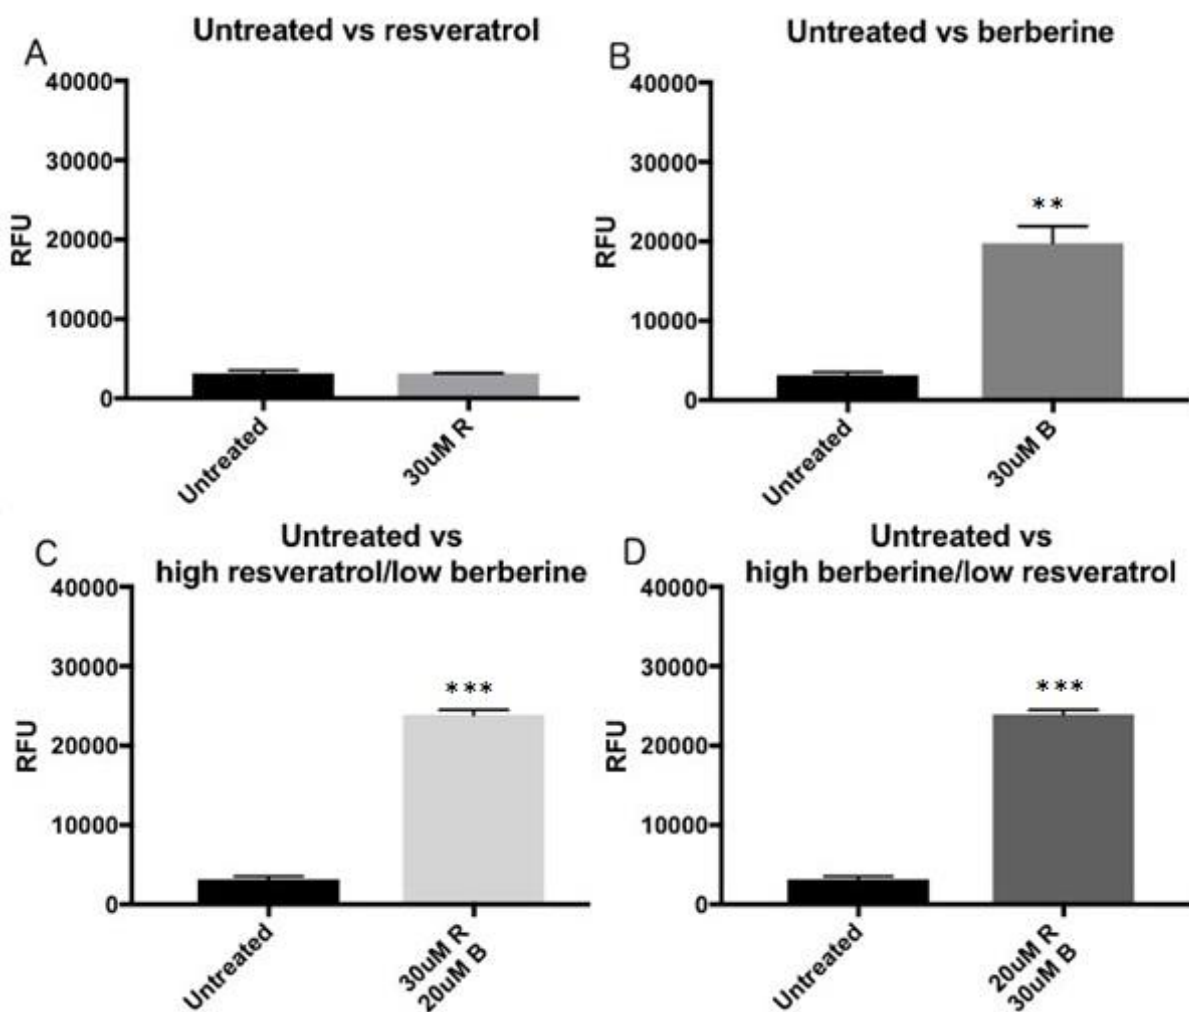 A
Untreated vs resveratrol
40000
30000
20000
10000
0
RFU
Untreated
30uM R
B
Untreated vs berberine
40000
30000
20000
10000
0
RFU
**
Untreated
30uM B
C
Untreated vs
high resveratrol/low berberine
40000
30000
20000
10000
0
RFU
***
Untreated
30uM R
20uM B
D
Untreated vs
high berberine/low resveratrol
40000
30000
20000
10000
0
RFU
***
Untreated
20uM R
30uM B